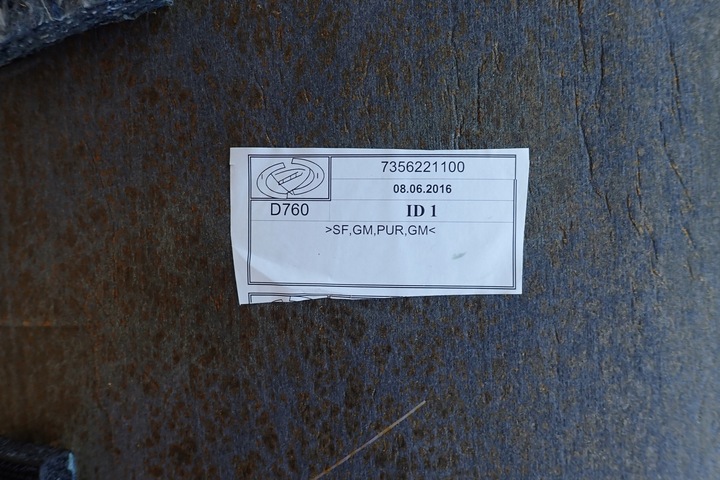 7356221100
08.06.2016
D760
ID 1
>SF,GM,PUR,GM<